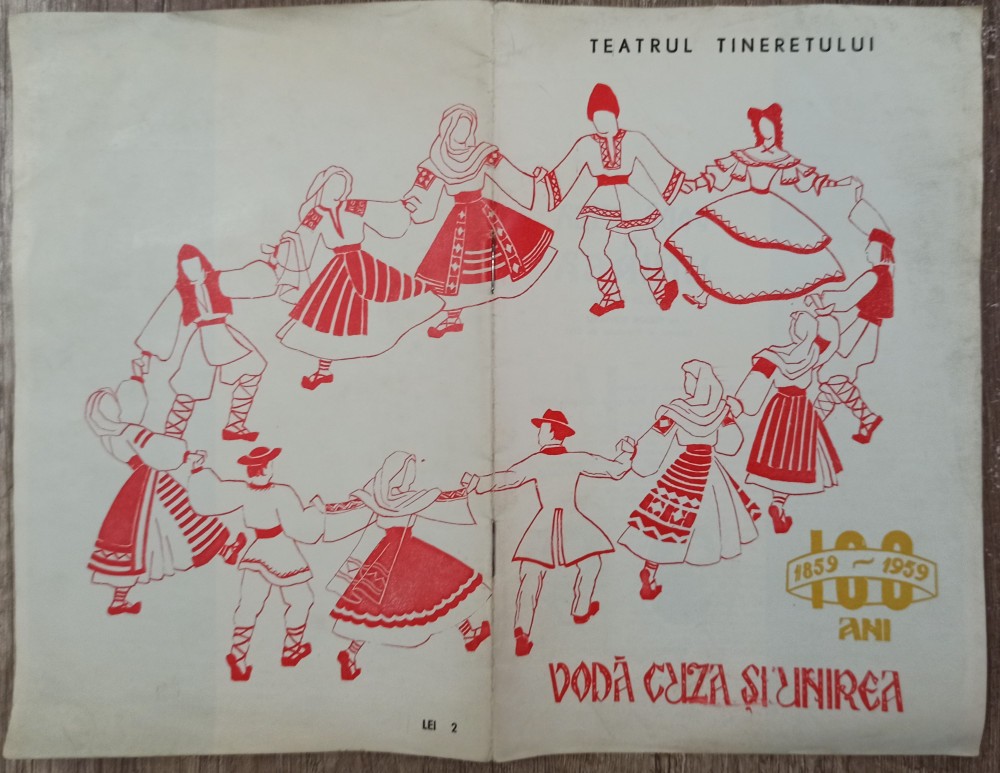 TEATRUL TINERETULUI
100
1859 ~ 1959
ANI
VODĂ CUZA ȘI UNIREA
LEI 2